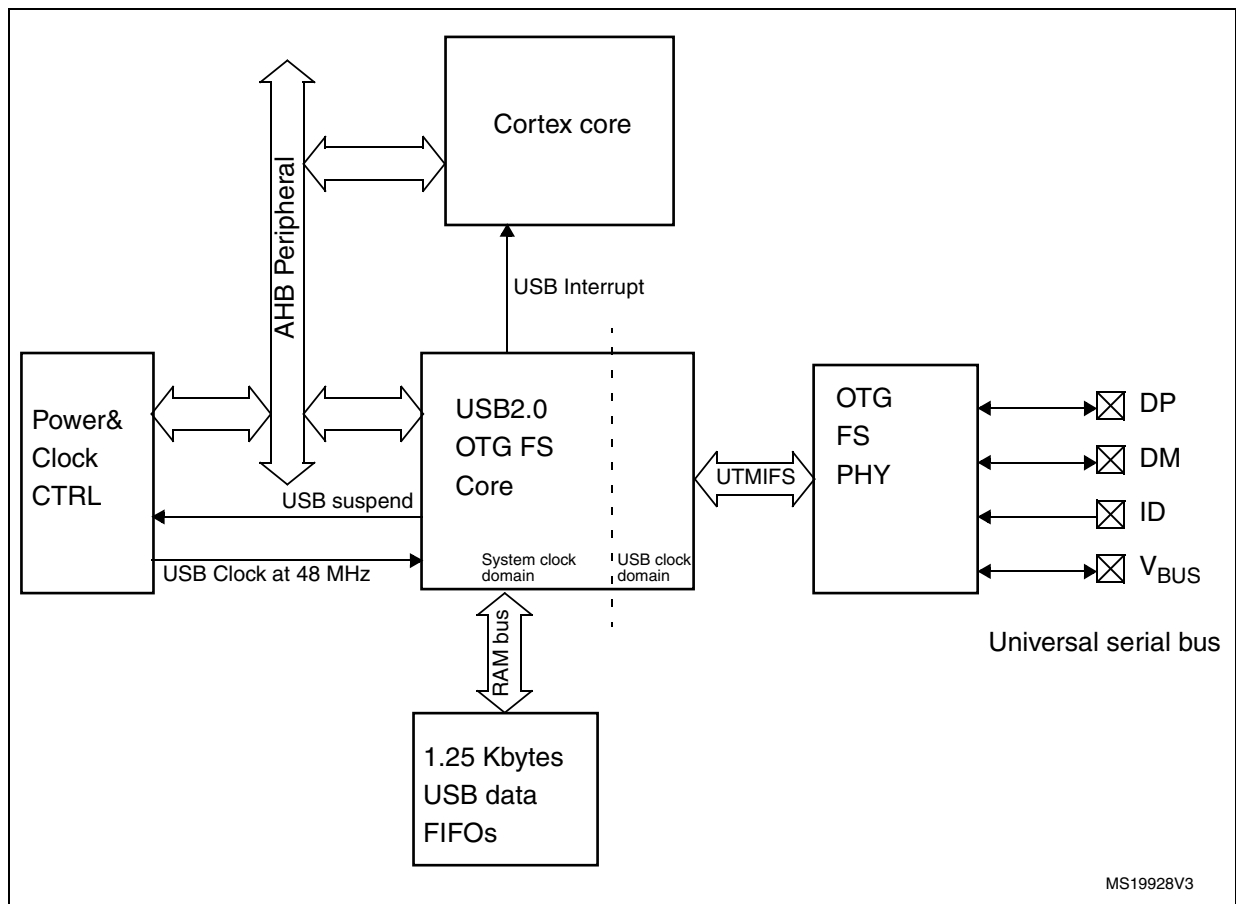 Cortex core
AHB Peripheral
USB Interrupt
Power&
Clock
CTRL
USB2.0
OTG FS
Core
OTG
FS
PHY
DP
DM
ID
VBUS
UTMIFS
USB suspend
USB Clock at 48 MHz
System clock
domain
USB clock
domain
Universal serial bus
RAM bus
1.25 Kbytes
USB data
FIFOs
MS19928V3